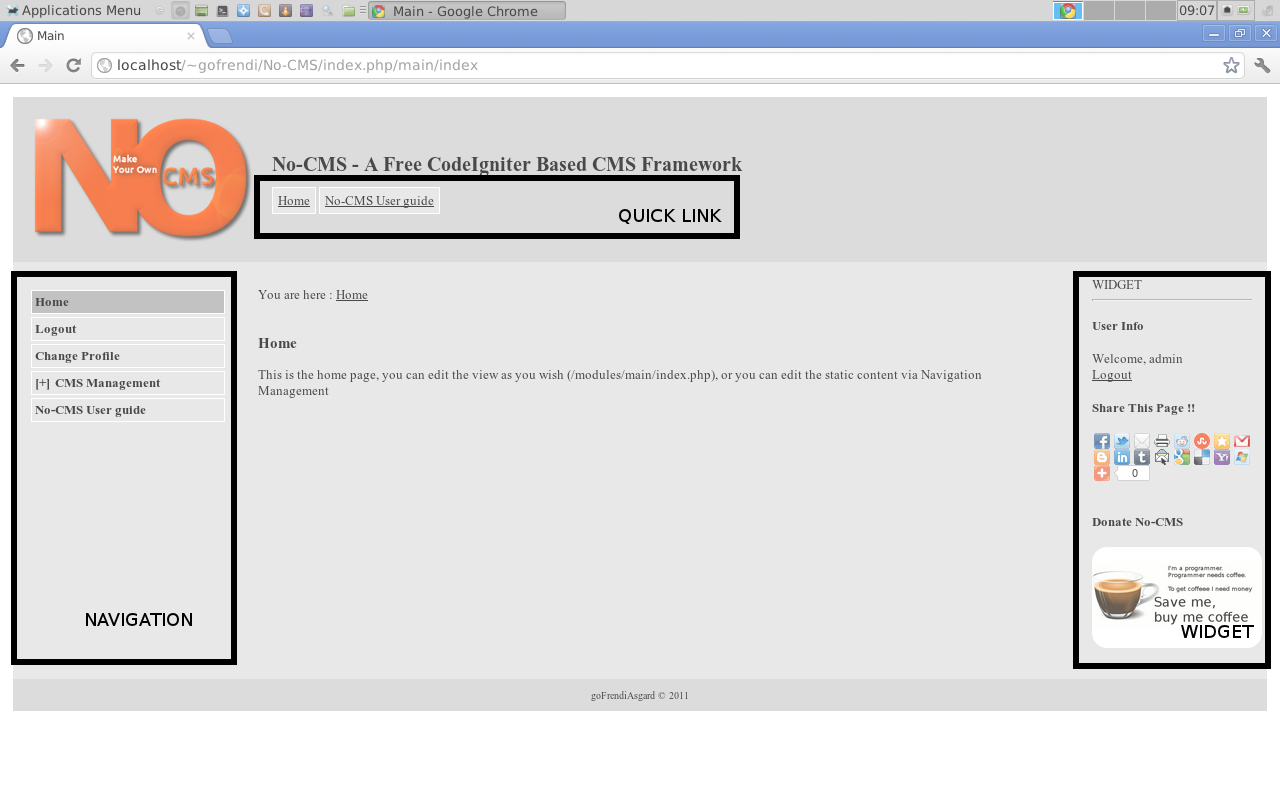 Applications Menu
Main - Google Chrome
09:07
Main
localhost/~gofrendi/No-CMS/index.php/main/index
NO
Make
Your Own
CMS
No-CMS - A Free CodeIgniter Based CMS Framework
Home
No-CMS User guide
QUICK LINK
Home
Logout
Change Profile
[+] CMS Management
No-CMS User guide
NAVIGATION
You are here : Home
Home
This is the home page, you can edit the view as you wish (/modules/main/index.php), or you can edit the static content via Navigation
Management
WIDGET
User Info
Welcome, admin
Logout
Share This Page !!
0
Donate No-CMS
I'm a programmer.
Programmer needs coffee.
To get coffeee I need money
Save me,
buy me coffee
WIDGET
goFrendiAsgard © 2011